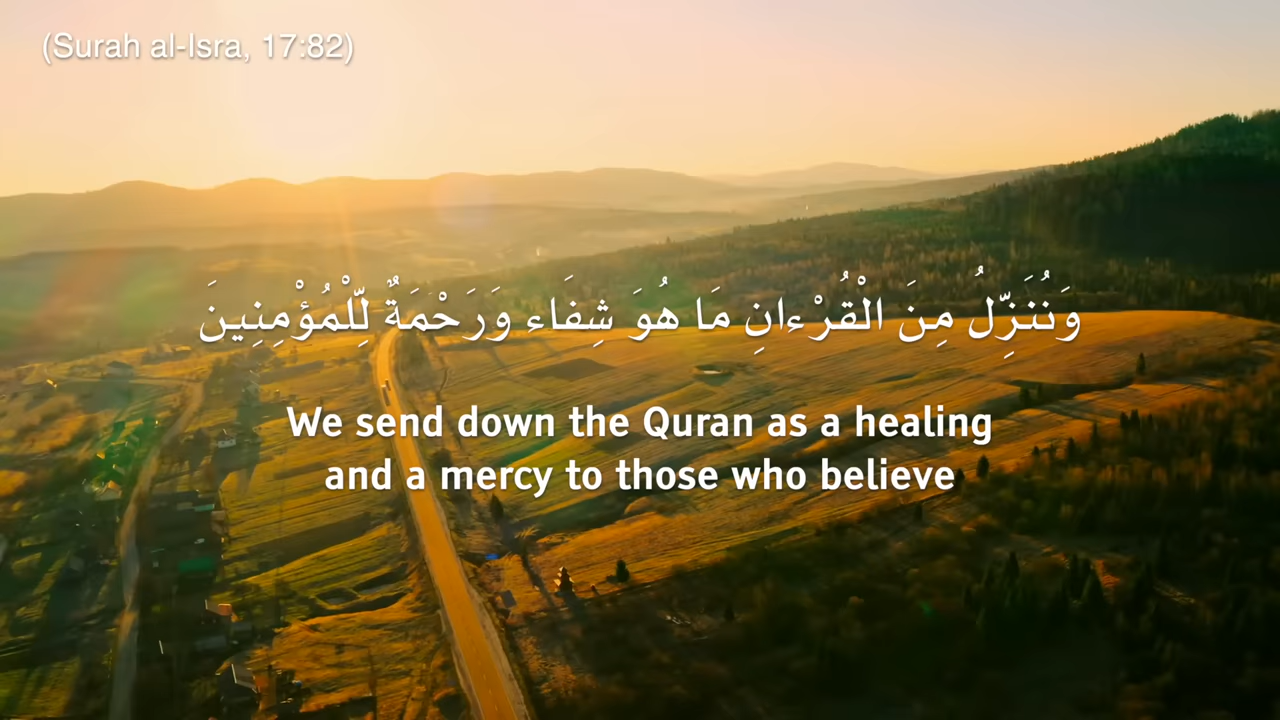 (Surah al-Isra, 17:82)
وَنُنَزِّلُ مِنَ الْقُرْءانِ مَا هُوَ شِفَاء وَرَحْمَةٌ لِّلْمُؤْمِنِينَ
We send down the Quran as a healing
and a mercy to those who believe